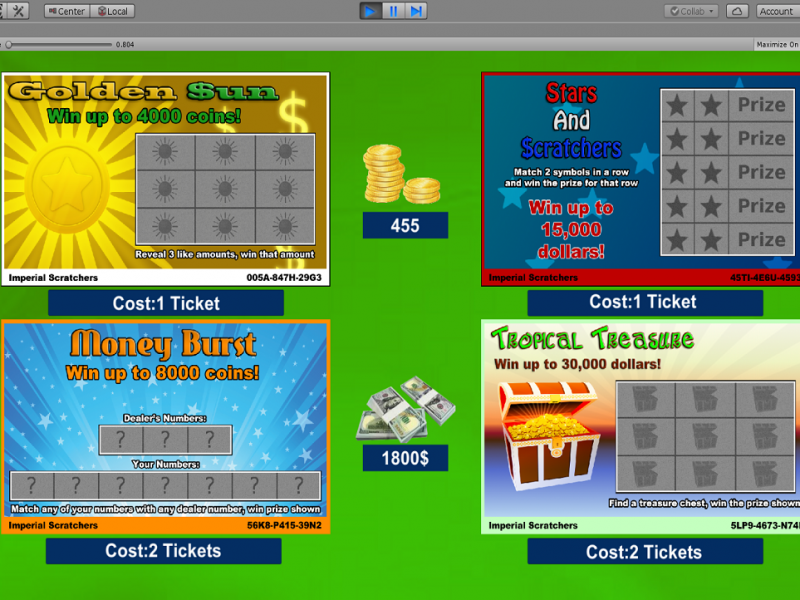 Center Local
Collab
Account
0.804
Maximize On
Golden $un
Win up to 4000 coins!
Reveal 3 like amounts, win that amount
Imperial Scratchers 005A-847H-29G3
Cost:1 Ticket
455
Stars
And
$cratchers
Match 2 symbols in a row
and win the prize for that row
Win up to
15,000
dollars!
Prize
Prize
Prize
Prize
Prize
Imperial Scratchers
Cost:1 Ticket
Money Burst
Win up to 8000 coins!
Dealer's Numbers:
? ? ?
Your Numbers:
? ? ? ? ? ? ?
Match any of your numbers with any dealer number, win prize shown
Imperial Scratchers 56K8-P415-39N2
Cost:2 Tickets
1800$
Tropical Treasure
Win up to 30,000 dollars!
Find a treasure chest, win the prize shown
Imperial Scratchers 5LP9-4673-N74
Cost:2 Tickets